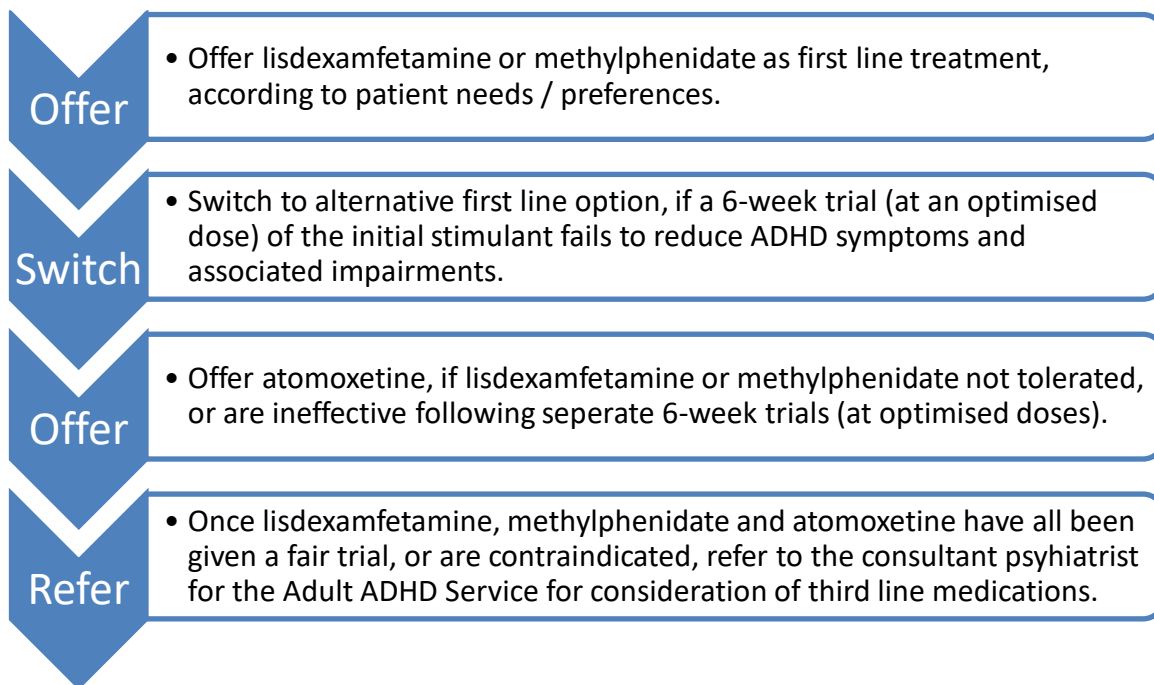 Offer
• Offer lisdexamfetamine or methylphenidate as first line treatment,
according to patient needs / preferences.
Switch
• Switch to alternative first line option, if a 6-week trial (at an optimised
dose) of the initial stimulant fails to reduce ADHD symptoms and
associated impairments.
Offer
• Offer atomoxetine, if lisdexamfetamine or methylphenidate not tolerated,
or are ineffective following seperate 6-week trials (at optimised doses).
Refer
• Once lisdexamfetamine, methylphenidate and atomoxetine have all been
given a fair trial, or are contraindicated, refer to the consultant psyhiatrist
for the Adult ADHD Service for consideration of third line medications.